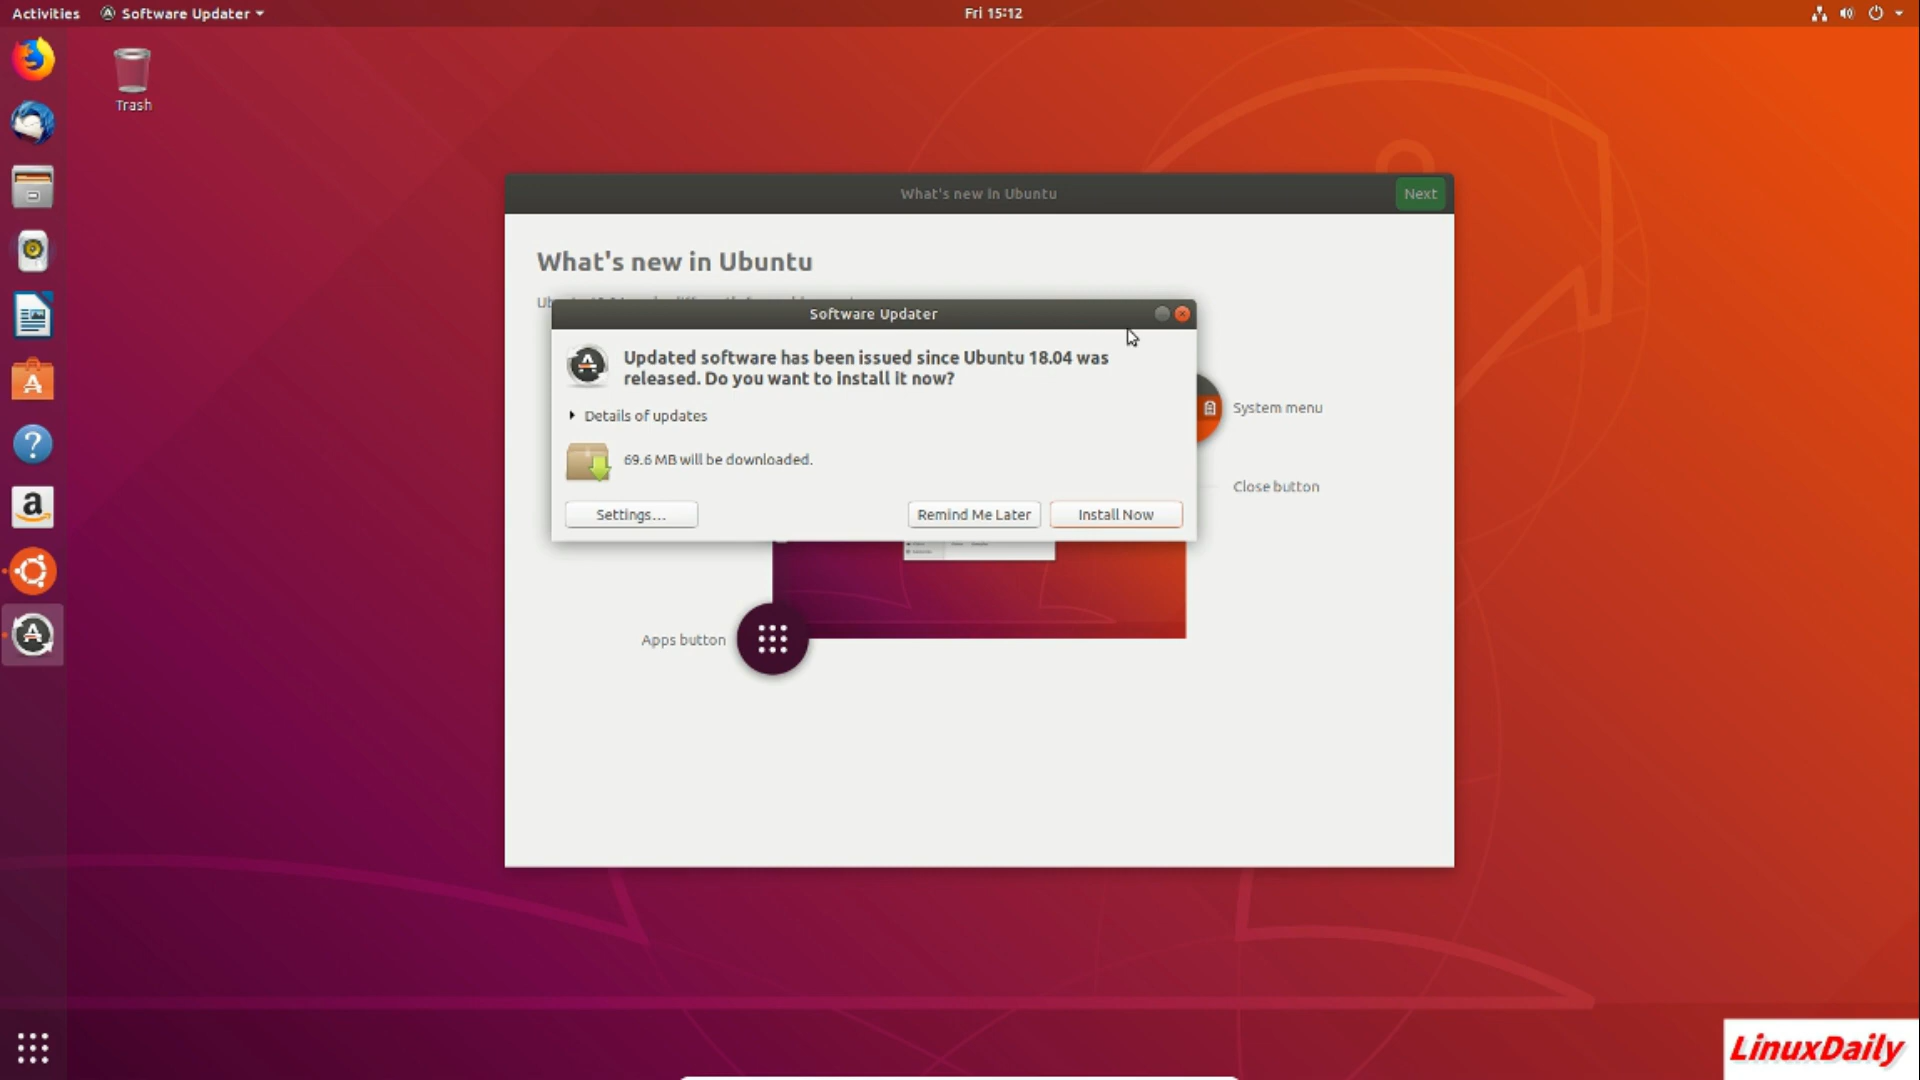 Activities
Software Updater
Fri 15:12
Trash
What's new in Ubuntu
Next
What's new in Ubuntu
Software Updater
Updated software has been issued since Ubuntu 18.04 was
released. Do you want to install it now?
Details of updates
69.6 MB will be downloaded.
Settings...
Remind Me Later
Install Now
System menu
Close button
Apps button
LinuxDaily